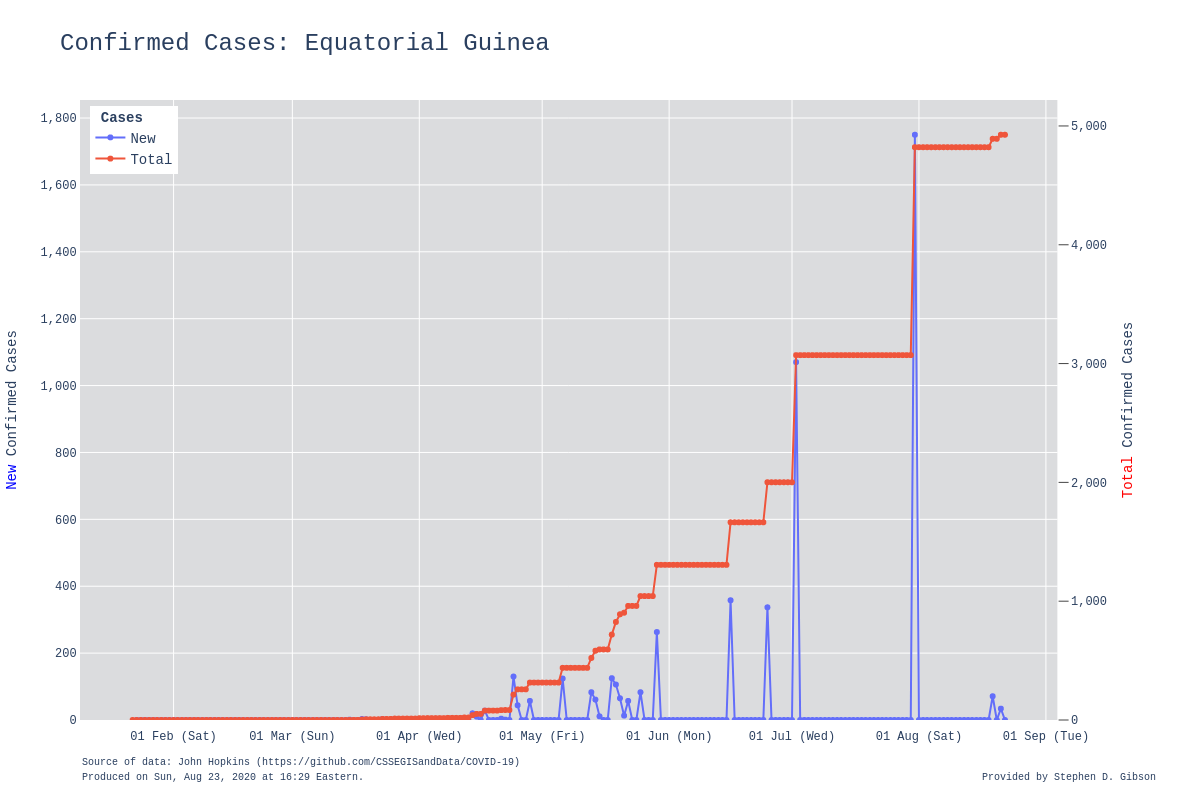 Confirmed Cases: Equatorial Guinea
Cases
New
Total
1,800
1,600
1,400
1,200
1,000
800
600
400
200
0
5,000
4,000
3,000
2,000
1,000
0
New Confirmed Cases
Total Confirmed Cases
01 Feb (Sat)
01 Mar (Sun)
01 Apr (Wed)
01 May (Fri)
01 Jun (Mon)
01 Jul (Wed)
01 Aug (Sat)
01 Sep (Tue)
Source of data: John Hopkins (https://github.com/CSSEGISandData/COVID-19)
Produced on Sun, Aug 23, 2020 at 16:29 Eastern.
Provided by Stephen D. Gibson